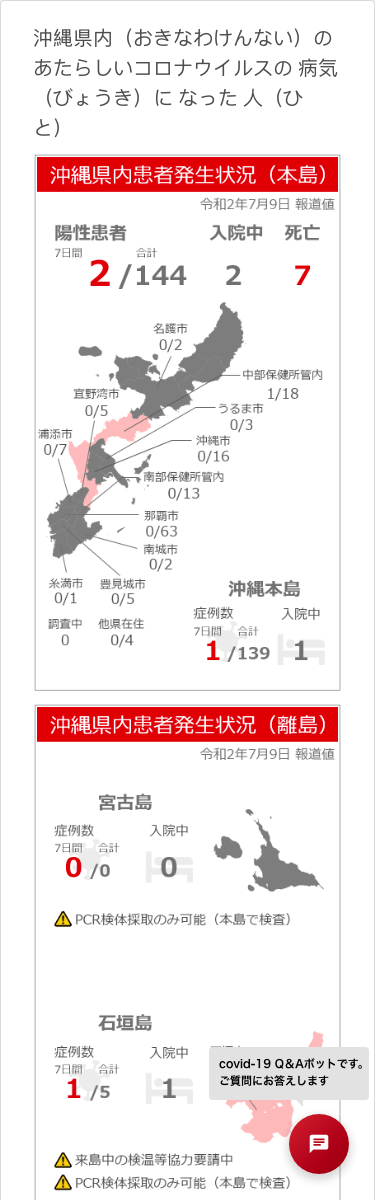 沖縄県内（おきなわけんない）の
あたらしいコロナウイルスの 病気
（びょうき）に なった 人（ひ
と）
沖縄県内患者発生状況（本島）
令和2年7月9日 報道値
陽性患者 入院中 死亡
7日間 合計
2 /144 2 7
名護市
0/2
中部保健所管内
1/18
宜野湾市
0/5
うるま市
0/3
浦添市
0/7
沖縄市
0/16
南部保健所管内
0/13
那覇市
0/63
南城市
0/2
糸満市
0/1
豊見城市
0/5
調査中
0
他県在住
0/4
沖縄本島
症例数 入院中
7日間 合計
1 /139 1
沖縄県内患者発生状況（離島）
令和2年7月9日 報道値
宮古島
症例数 入院中
7日間 合計
0 /0 0
PCR検体採取のみ可能（本島で検査）
石垣島
症例数 入院中
7日間 合計
1 /5 1
covid-19 Q&Aボットです。
ご質問にお答えします
来島中の検温等協力要請中
PCR検体採取のみ可能（本島で検査）